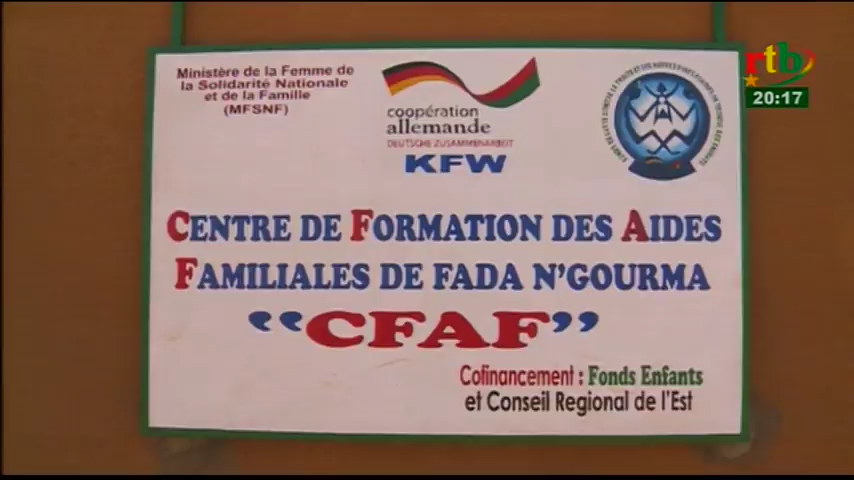 Ministère de la Femme de
la Solidarité Nationale
et de la Famille
(MFSNF)
coopération
allemande
DEUTSCHE ZUSAMMENARBEIT
KFW
rtb
20:17
CENTRE DE FORMATION DES AIDES
FAMILIALES DE FADA N'GOURMA
“CFAF”
Cofinancement : Fonds Enfants
et Conseil Regional de l'Est